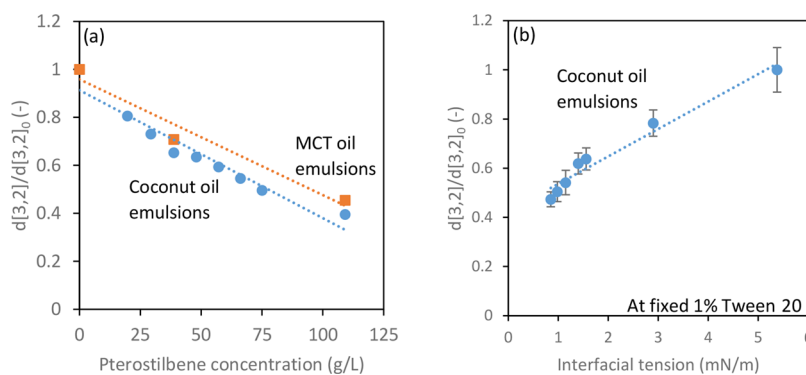 (a)
1.2
1
0.8
0.6
0.4
0.2
0
d[3,2]/d[3,2]₀ (-)
MCT oil
emulsions
Coconut oil
emulsions
0
25
50
75
100
125
Pterostilbene concentration (g/L)
(b)
1.2
1
0.8
0.6
0.4
0.2
0
d[3,2]/d[3,2]₀ (-)
Coconut oil
emulsions
At fixed 1% Tween 20
0
1
2
3
4
5
6
Interfacial tension (mN/m)